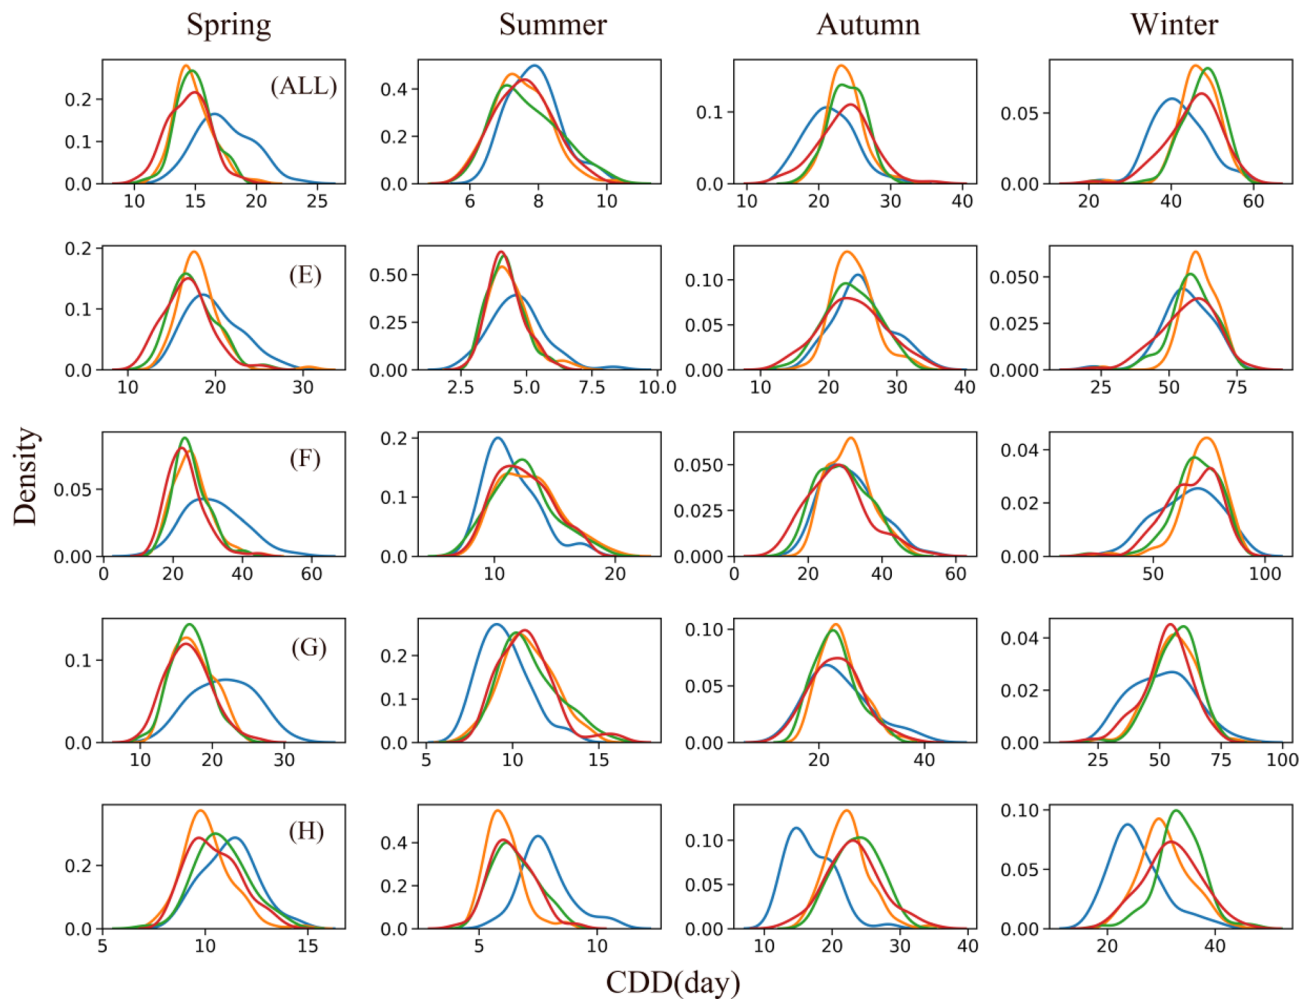 Spring Summer Autumn Winter
(ALL)
0.2 0.1 0.0 10 15 20 25
0.4 0.2 0.0 6 8 10
0.1 0.0 10 20 30 40
0.05 0.00 20 40 60
(E)
0.2 0.1 0.0 10 20 30
0.50 0.25 0.00 2.5 5.0 7.5 10.0
0.10 0.05 0.00 10 20 30 40
0.050 0.025 0.000 25 50 75
Density
(F)
0.05 0.00 0 20 40 60
0.2 0.1 0.0 10 20
0.050 0.025 0.000 0 20 40 60
0.04 0.02 0.00 50 100
(G)
0.1 0.0 10 20 30
0.2 0.1 0.0 5 10 15
0.10 0.05 0.00 20 40
0.04 0.02 0.00 25 50 75 100
(H)
0.2 0.0 5 10 15
0.4 0.2 0.0 5 10
0.10 0.05 0.00 10 20 30 40
0.10 0.05 0.00 20 40
CDD(day)